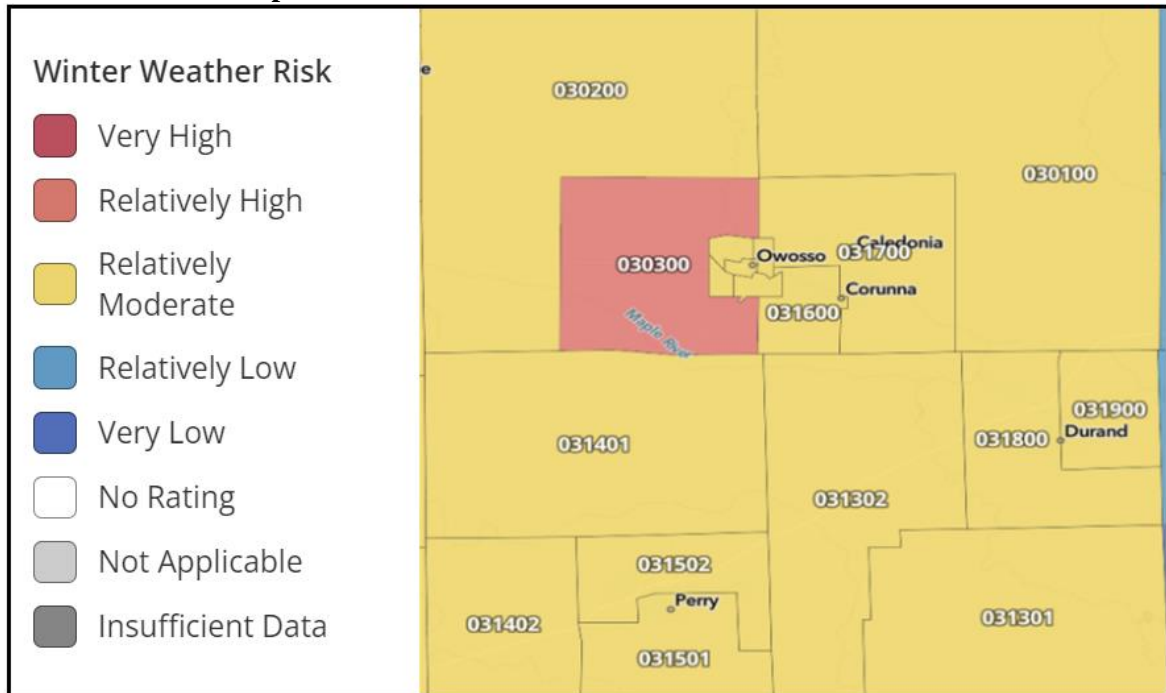 Winter Weather Risk
Very High
Relatively High
Relatively
Moderate
Relatively Low
Very Low
No Rating
Not Applicable
Insufficient Data
e
030200
030100
030300
Owosso
Caledonia
031700
Corunna
031600
Maple River
031401
031900
031800
Durand
031302
031502
Perry
031402
031301
031501